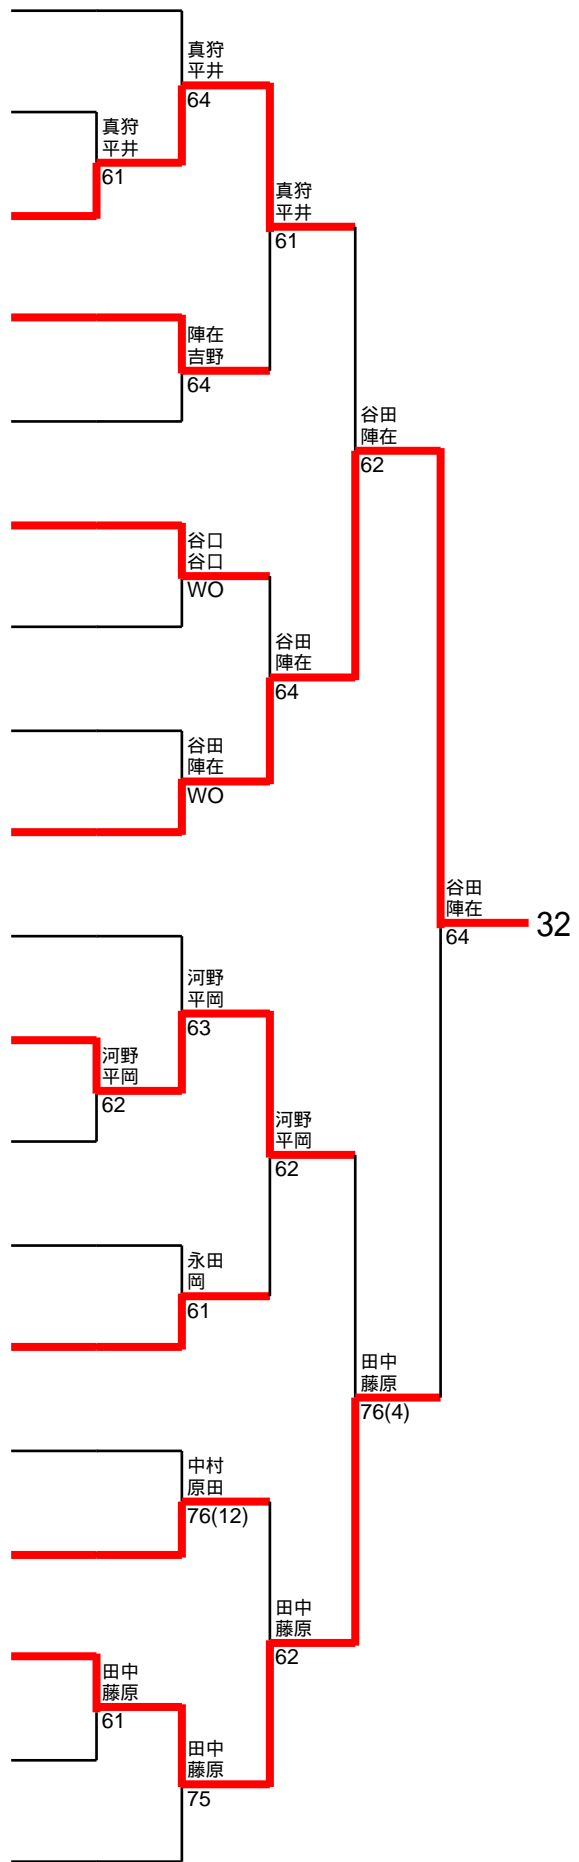 真狩
平井
64
真狩
平井
61
真狩
平井
61
陣在
吉野
64
谷田
陣在
62
谷口
谷口
WO
谷田
陣在
64
谷田
陣在
WO
谷田
陣在
64
32
河野
平岡
63
河野
平岡
62
河野
平岡
62
永田
岡
61
田中
藤原
76(4)
中村
原田
76(12)
田中
藤原
62
田中
藤原
61
田中
藤原
75